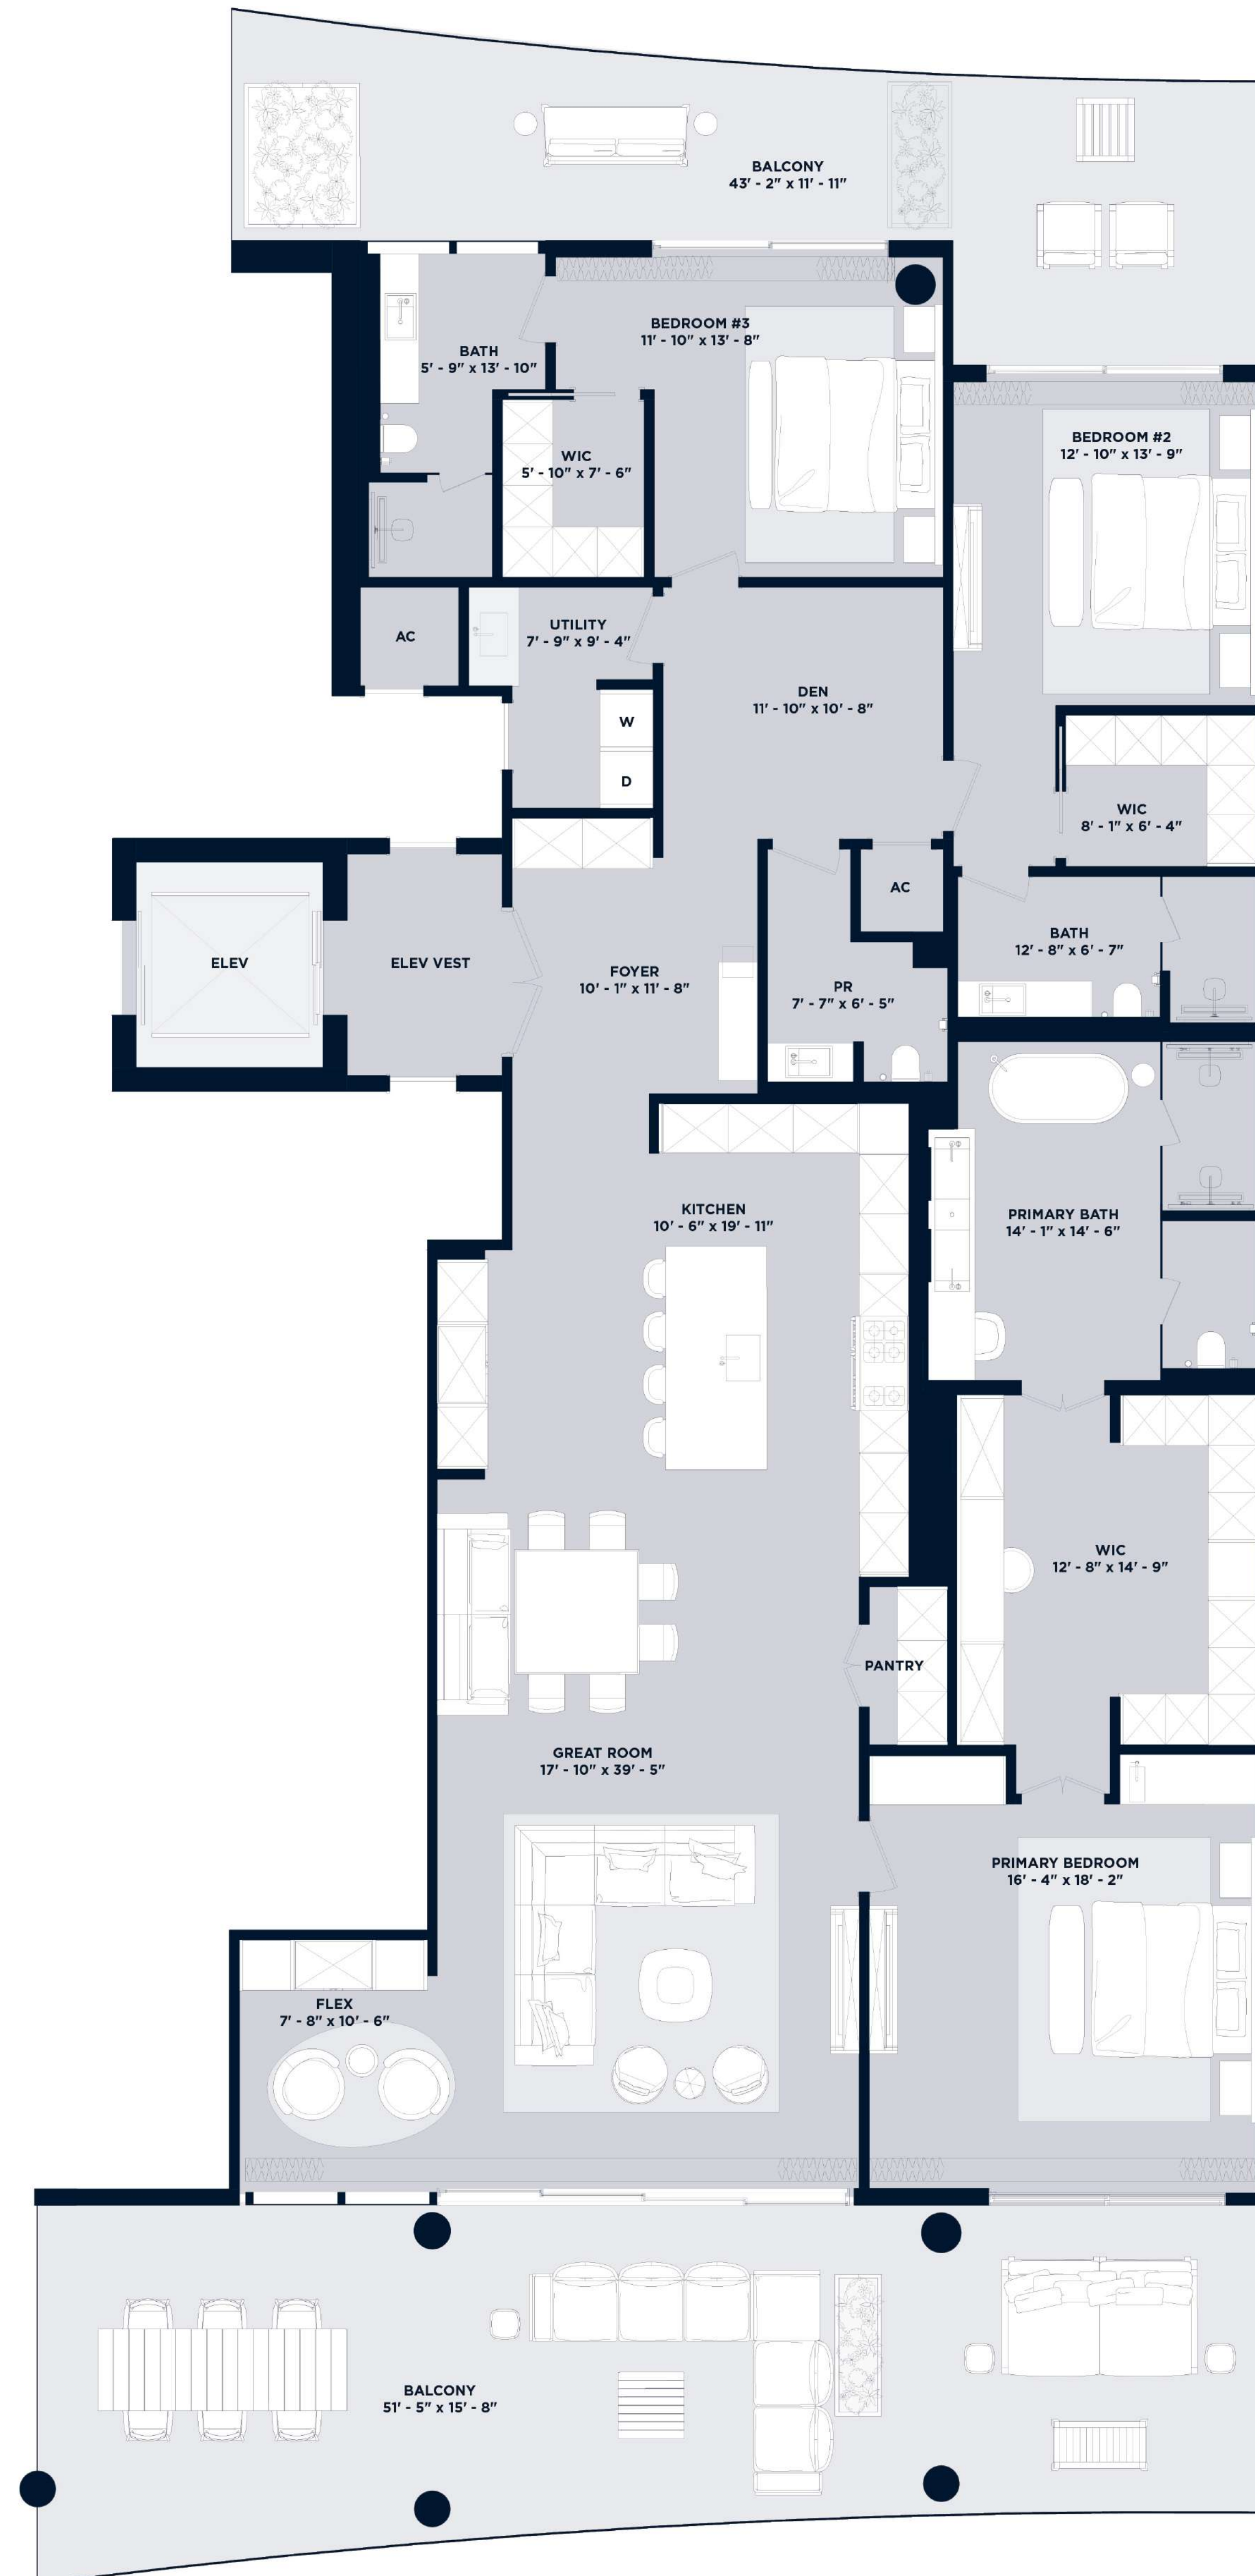 BALCONY
43' - 2" x 11' - 11"
BEDROOM #3
11' - 10" x 13' - 8"
BATH
5' - 9" x 13' - 10"
WIC
5' - 10" x 7' - 6"
BEDROOM #2
12' - 10" x 13' - 9"
AC
UTILITY
7' - 9" x 9' - 4"
W
D
DEN
11' - 10" x 10' - 8"
WIC
8' - 1" x 6' - 4"
AC
BATH
12' - 8" x 6' - 7"
ELEV
ELEV VEST
FOYER
10' - 1" x 11' - 8"
PR
7' - 7" x 6' - 5"
KITCHEN
10' - 6" x 19' - 11"
PRIMARY BATH
14' - 1" x 14' - 6"
WIC
12' - 8" x 14' - 9"
PANTRY
GREAT ROOM
17' - 10" x 39' - 5"
PRIMARY BEDROOM
16' - 4" x 18' - 2"
FLEX
7' - 8" x 10' - 6"
BALCONY
51' - 5" x 15' - 8"